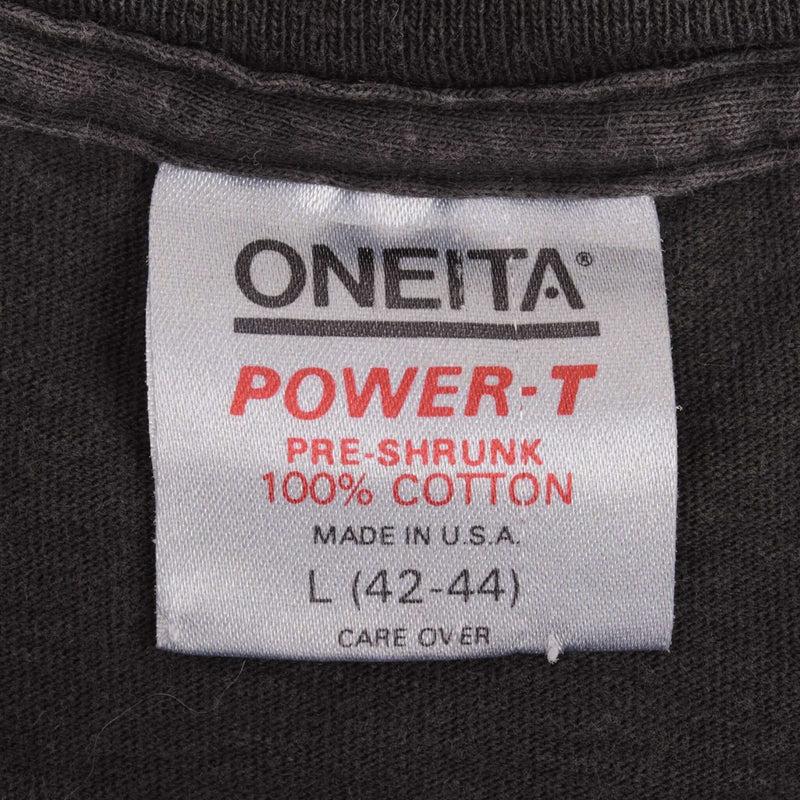 ONEITA®
POWER-T
PRE-SHRUNK
100% COTTON
MADE IN U.S.A.
L (42-44)
CARE OVER